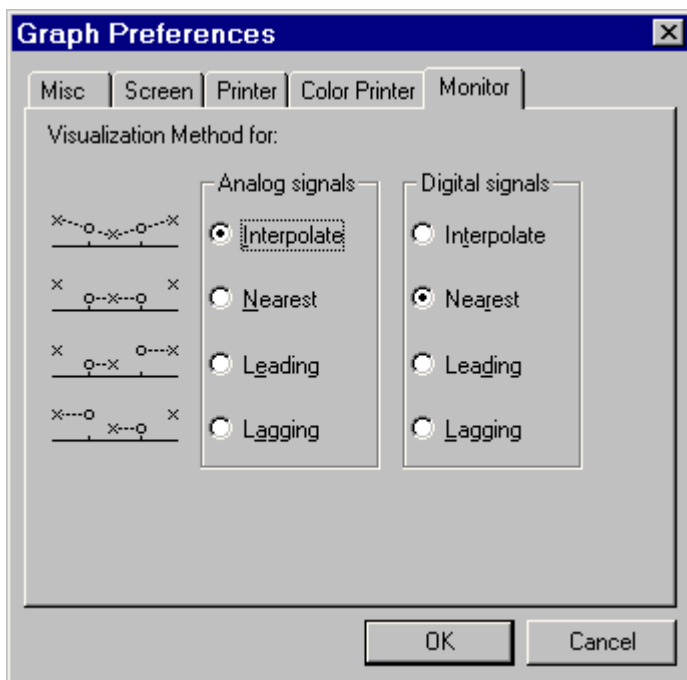 Graph Preferences
Misc Screen Printer Color Printer Monitor
Visualization Method for:
Analog signals Digital signals
Interpolate Interpolate
Nearest Nearest
Leading Leading
Lagging Lagging
OK Cancel